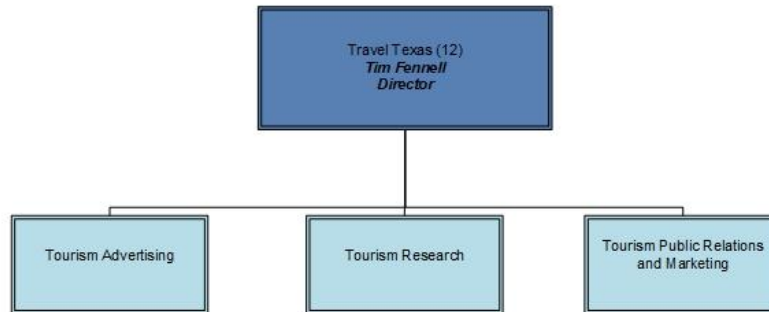 Travel Texas (12)
Tim Fennell
Director
Tourism Advertising
Tourism Research
Tourism Public Relations
and Marketing